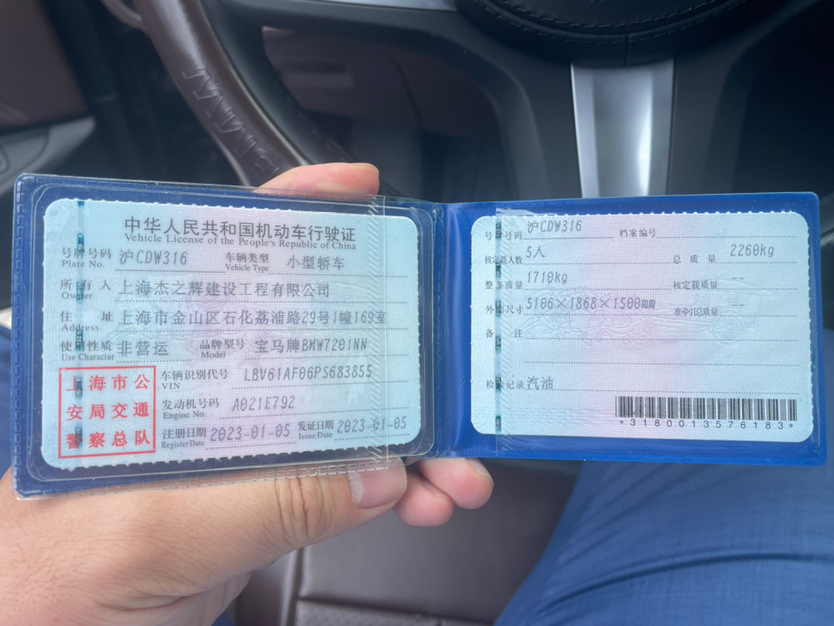 中华人民共和国机动车行驶证
Vehicle License of the People's Republic of China
号牌号码 沪CDW316 车辆类型 小型轿车
Plate No. Vehicle Type
所有人 上海杰之辉建设工程有限公司
Owner
住址 上海市金山区石化荔浦路29号1幢169室
Address
使用性质 非营运 品牌型号 宝马牌BMW7201NN
Use Character Model
上海市公
安局交通
警察总队
车辆识别代号 LBV61AF06PS683855
VIN
发动机号码 A021E792
Engine No.
注册日期 2023-01-05 发证日期 2023-01-05
Register Date Issue Date
号牌号码 沪CDW316 档案编号
核定载人数 5人 总质量 2260kg
整备质量 1710kg 核定载质量 --
外廓尺寸 5106×1868×1500mm 准牵引总质量 --
备注
检验记录 汽油
*3180013576183*